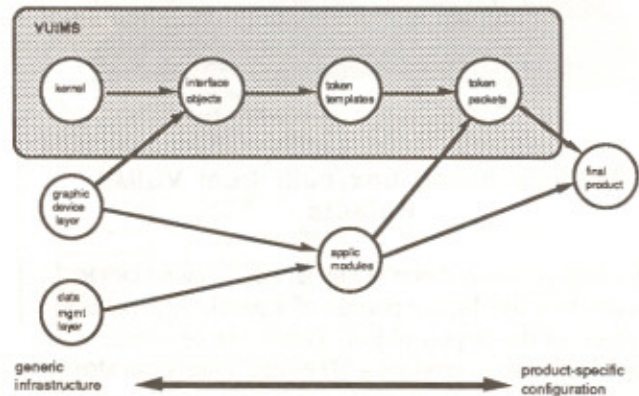 VUIMS
kernel
interface
objects
token
templates
token
packets
graphic
device
layer
final
product
applic
modules
data
mgmt
layer
generic
infrastructure
product-specific
configuration